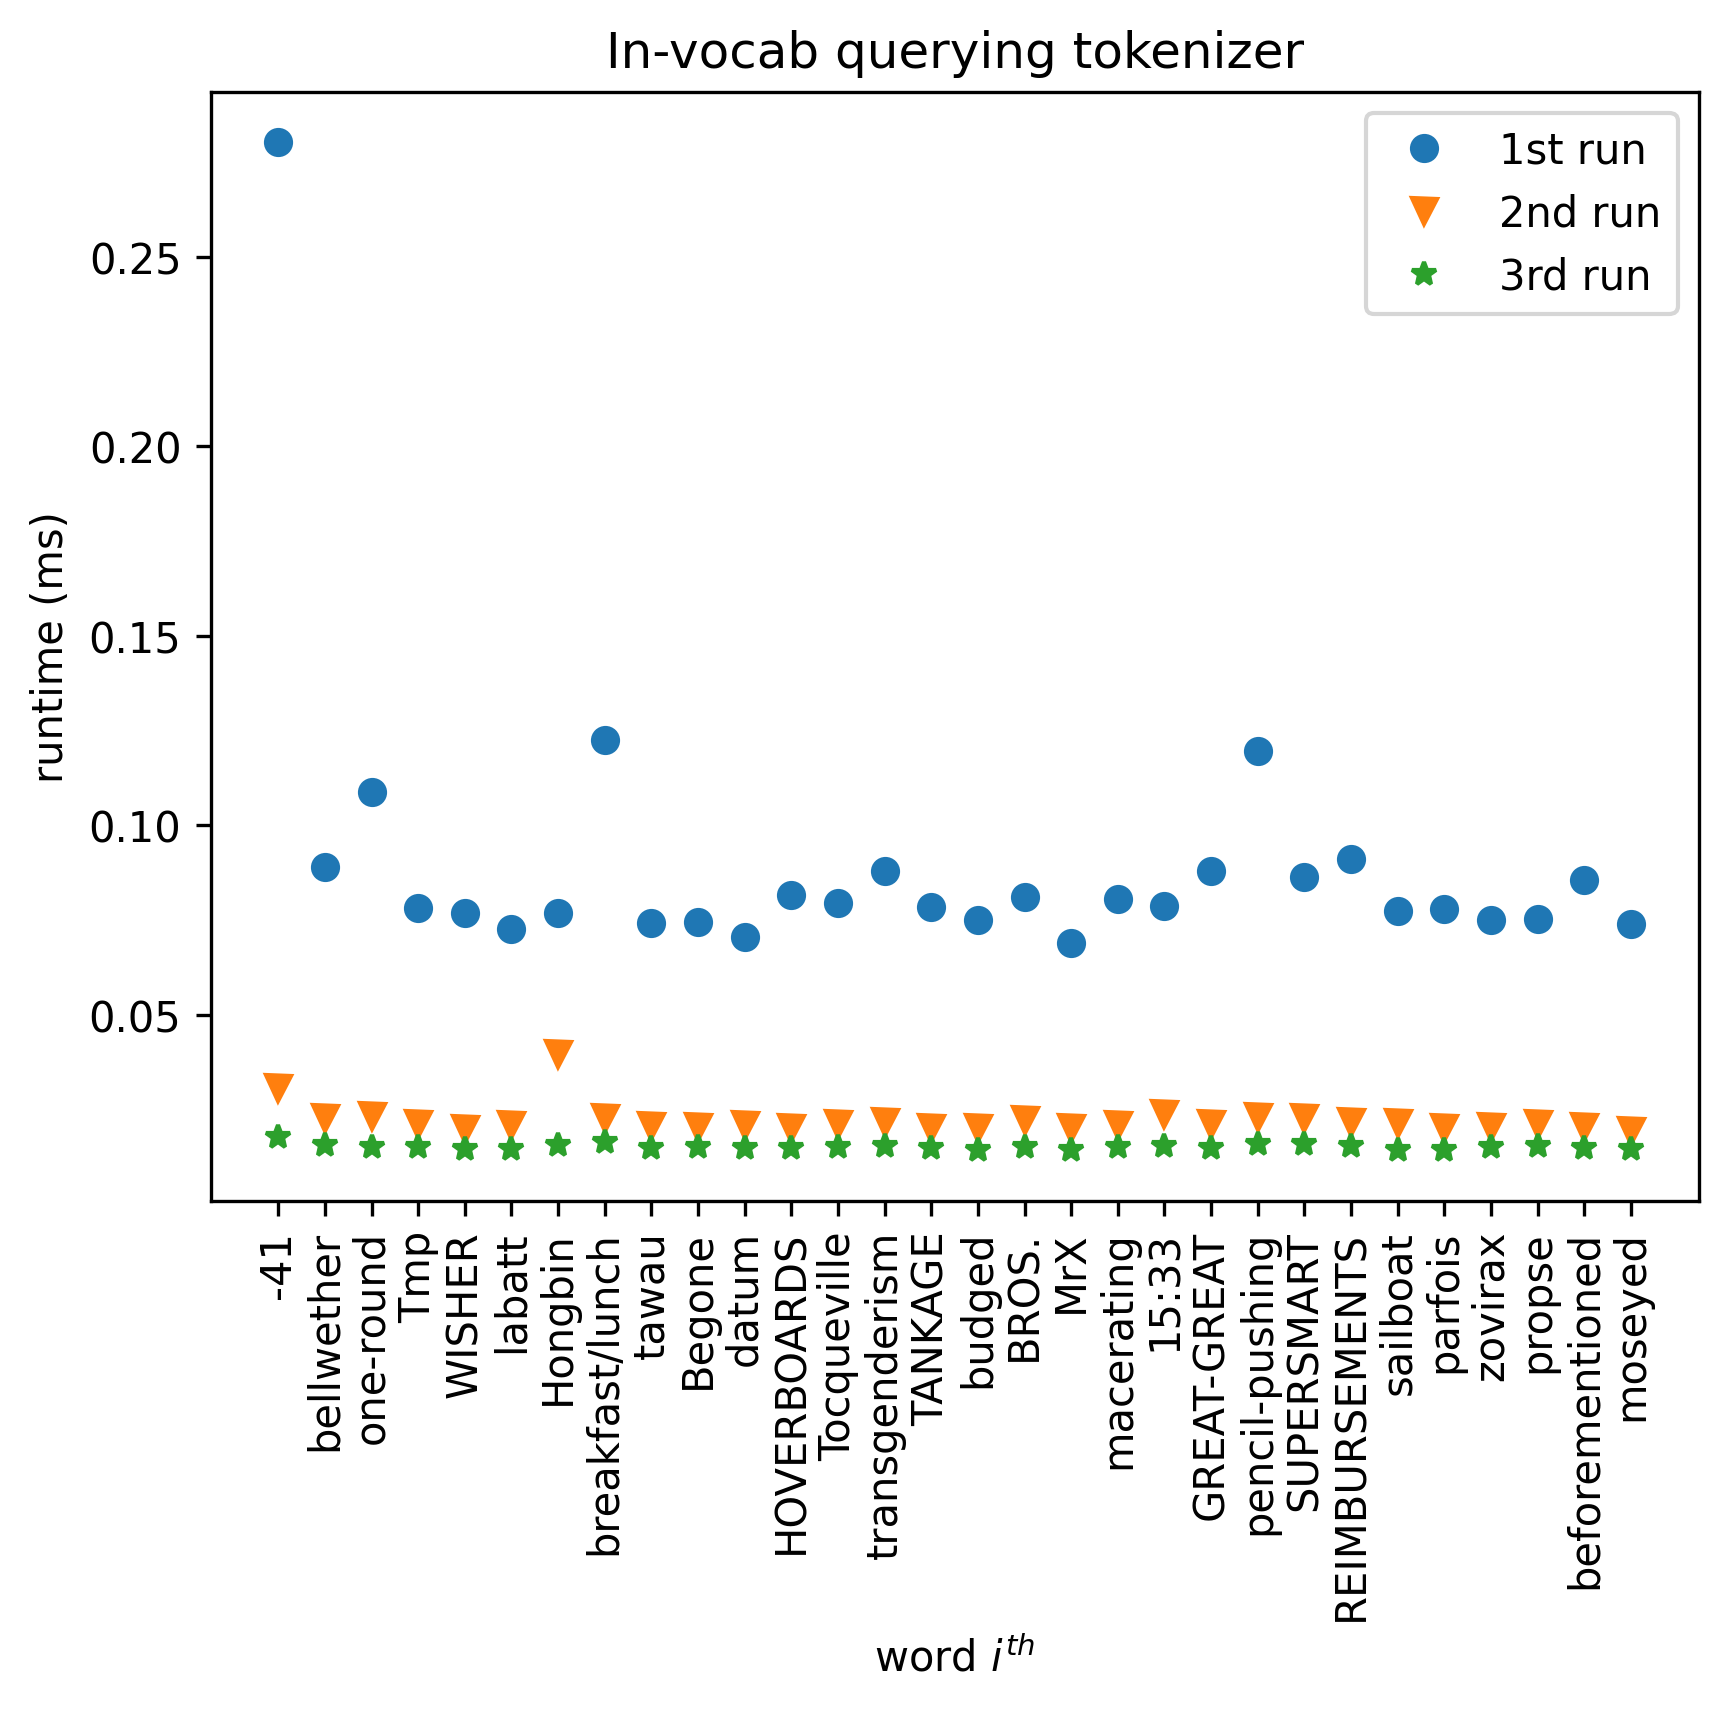 In-vocab querying tokenizer
1st run
2nd run
3rd run
0.25
0.20
0.15
0.10
0.05
runtime (ms)
-41
bellwether
one-round
Tmp
WISHER
labatt
Hongbin
breakfast/lunch
tawau
Begone
datum
HOVERBOARDS
Tocqueville
transgenderism
TANKAGE
budged
BROS.
MrX
macerating
15:33
GREAT-GREAT
pencil-pushing
SUPERSMART
REIMBURSEMENTS
sailboat
parfois
zovirax
propse
beforementioned
moseyed
word i^th